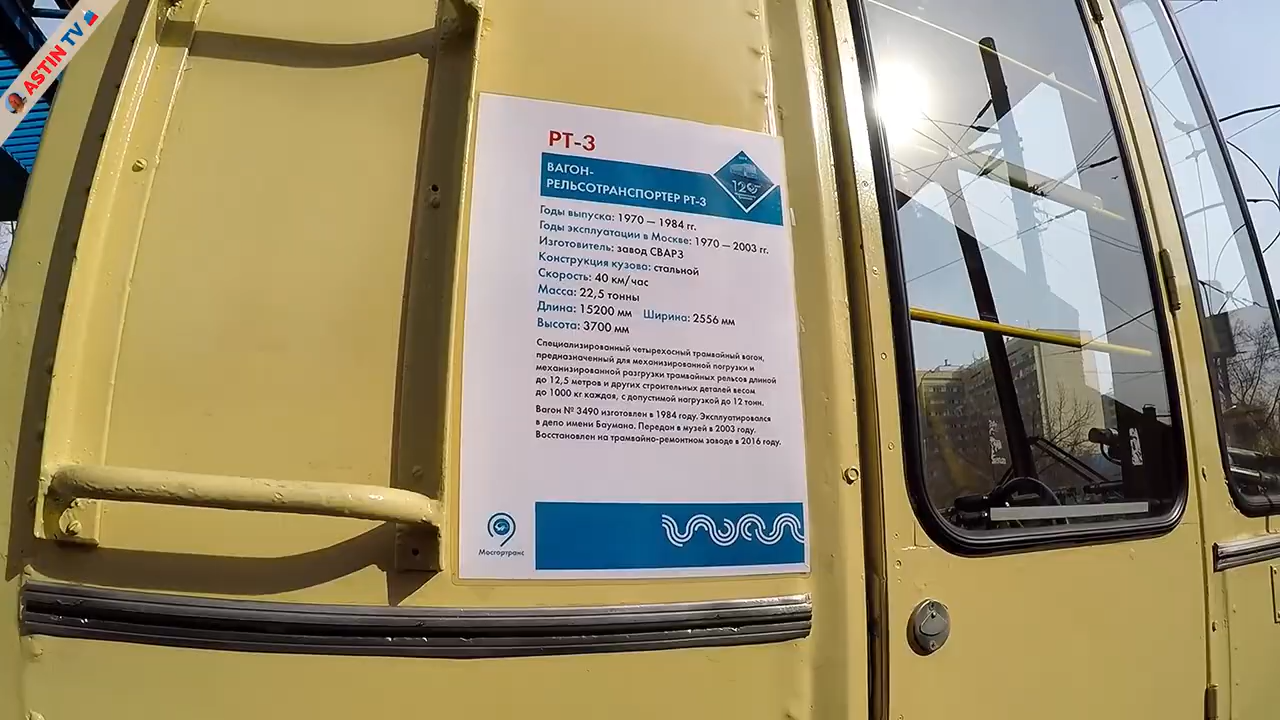 ASTIN TV
РТ-3
ВАГОН-
РЕЛЬСОТРАНСПОРТЕР РТ-3
120
Годы выпуска: 1970 — 1984 гг.
Годы эксплуатации в Москве: 1970 — 2003 гг.
Изготовитель: завод СВАРЗ
Конструкция кузова: стальной
Скорость: 40 км/час
Масса: 22,5 тонны
Длина: 15200 мм Ширина: 2556 мм
Высота: 3700 мм
Специализированный четырехосный трамвайный вагон,
предназначенный для механизированной погрузки и
механизированной разгрузки трамвайных рельсов длиной
до 12,5 метров и других строительных деталей весом
до 1000 кг каждая, с допустимой нагрузкой до 12 тонн.
Вагон № 3490 изготовлен в 1984 году. Эксплуатировался
в депо имени Баумана. Передан в музей в 2003 году.
Восстановлен на трамвайно-ремонтном заводе в 2016 году.
Мосгортранс